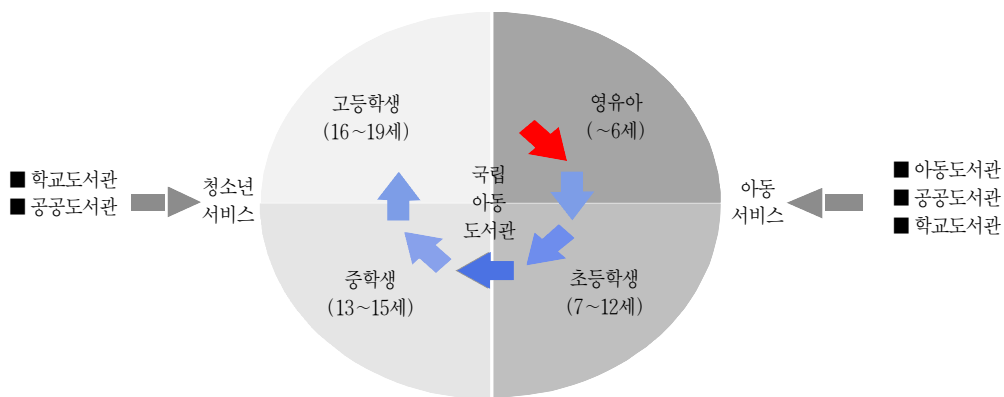 고등학생
(16~19세)
영유아
(~6세)
■ 학교도서관
■ 공공도서관
청소년
서비스
국립
아동
도서관
아동
서비스
■ 아동도서관
■ 공공도서관
■ 학교도서관
중학생
(13~15세)
초등학생
(7~12세)